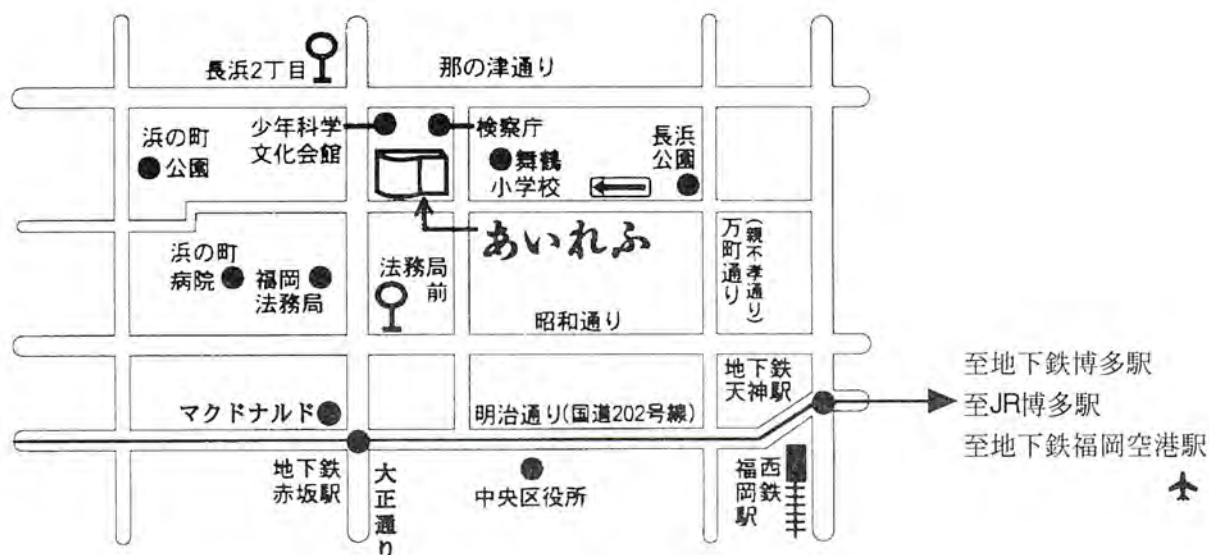 長浜2丁目
那の津通り
少年科学
文化会館
検察庁
浜の町
公園
舞鶴
小学校
長浜
公園
あいれふ
万町通り
(親不孝通り)
浜の町
病院
福岡
法務局
法務局
前
昭和通り
地下鉄
天神駅
至地下鉄博多駅
至JR博多駅
至地下鉄福岡空港駅
マクドナルド
明治通り(国道202号線)
地下鉄
赤坂駅
大正通り
中央区役所
西鉄
福岡駅